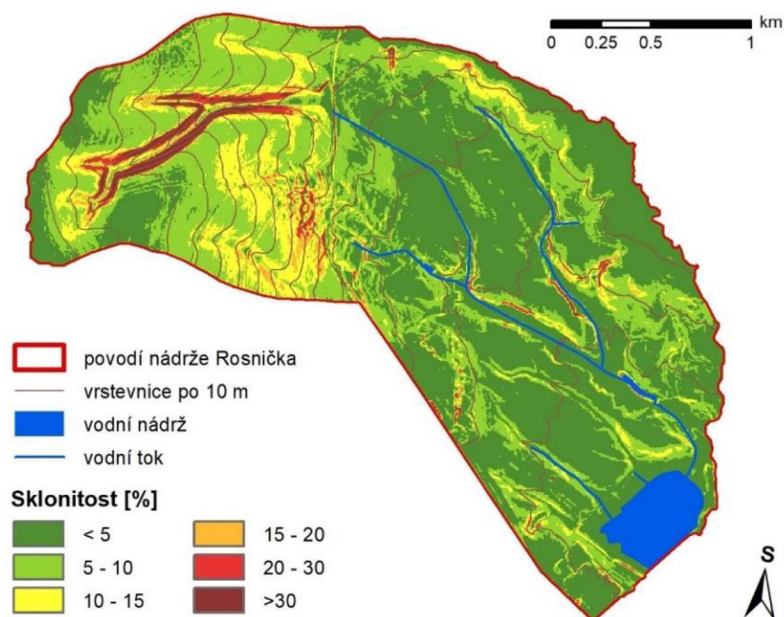 km
0 0.25 0.5 1
povodí nádrže Rosnička
vrstevnice po 10 m
vodní nádrž
vodní tok
Sklonitost [%]
< 5 15 - 20
5 - 10 20 - 30
10 - 15 >30
S